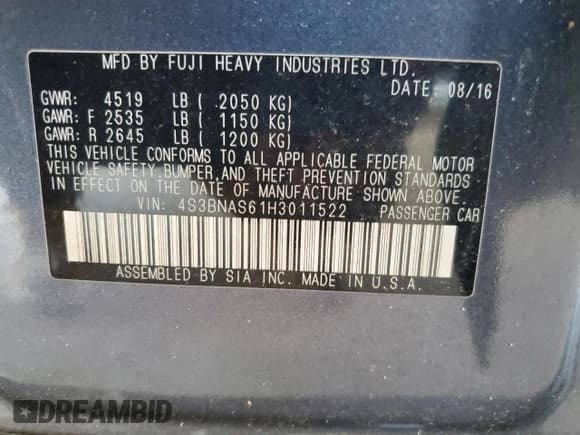 MFD BY FUJI HEAVY INDUSTRIES LTD.
DATE: 08/16
GVWR: 4519 LB ( 2050 KG)
GAWR: F 2535 LB ( 1150 KG)
GAWR: R 2645 LB ( 1200 KG)
THIS VEHICLE CONFORMS TO ALL APPLICABLE FEDERAL MOTOR
VEHICLE SAFETY, BUMPER, AND THEFT PREVENTION STANDARDS
IN EFFECT ON THE DATE OF MANUFACTURE SHOWN ABOVE.
VIN: 4S3BNAS61H3011522 PASSENGER CAR
ASSEMBLED BY SIA INC. MADE IN U.S.A.
DREAMBID